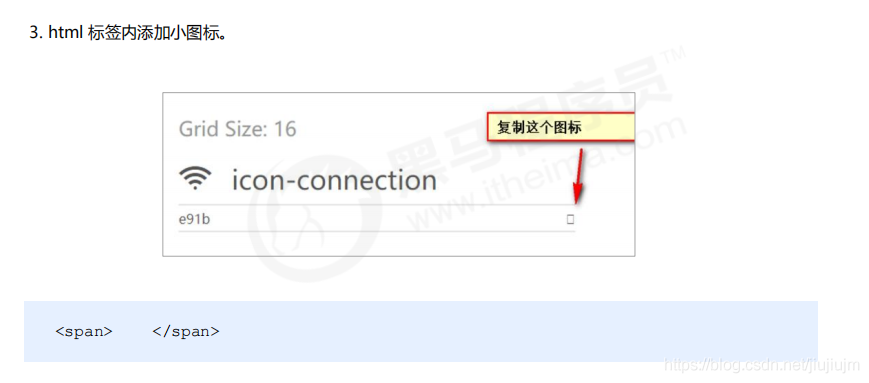 3. html 标签内添加小图标。
Grid Size: 16
复制这个图标
icon-connection
e91b
黑马程序员™
www.itheima.com
<span>    </span>
https://blog.csdn.net/jiujiujm